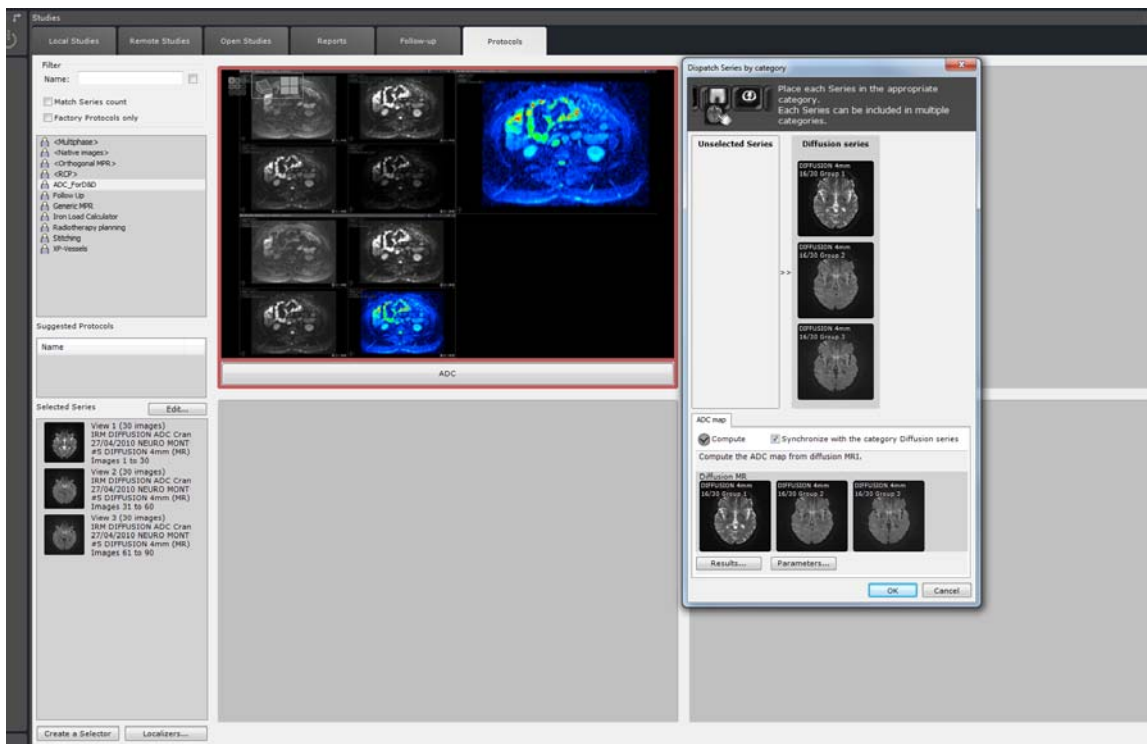 Studies
Local Studies
Remote Studies
Open Studies
Reports
Follow-up
Protocols
Filter
Name:
Match Series count
Factory Protocols only
<Multiphase>
<Native images>
<Orthogonal MPR>
<RCP>
ADC_ForD&D
Follow Up
Generic MPR
Iron Load Calculator
Radiotherapy planning
Stitching
XP-Vessels
Suggested Protocols
Name
Selected Series
Edit...
View 1 (30 images)
IRM DIFFUSION ADC Cran
27/04/2010 NEURO MONT
#5 DIFFUSION 4mm (MR)
Images 1 to 30
View 2 (30 images)
IRM DIFFUSION ADC Cran
27/04/2010 NEURO MONT
#5 DIFFUSION 4mm (MR)
Images 31 to 60
View 3 (30 images)
IRM DIFFUSION ADC Cran
27/04/2010 NEURO MONT
#5 DIFFUSION 4mm (MR)
Images 61 to 90
Create a Selector
Localizers...
ADC
Dispatch Series by category
Place each Series in the appropriate
category.
Each Series can be included in multiple
categories.
Unselected Series
Diffusion series
DIFFUSION 4mm
16/30 Group 1
DIFFUSION 4mm
16/30 Group 2
>>
DIFFUSION 4mm
16/30 Group 3
ADC map
Compute
Synchronize with the category Diffusion series
Compute the ADC map from diffusion MRI.
Diffusion MR
DIFFUSION 4mm
16/30 Group 1
DIFFUSION 4mm
16/30 Group 2
DIFFUSION 4mm
16/30 Group 3
Results...
Parameters...
OK
Cancel